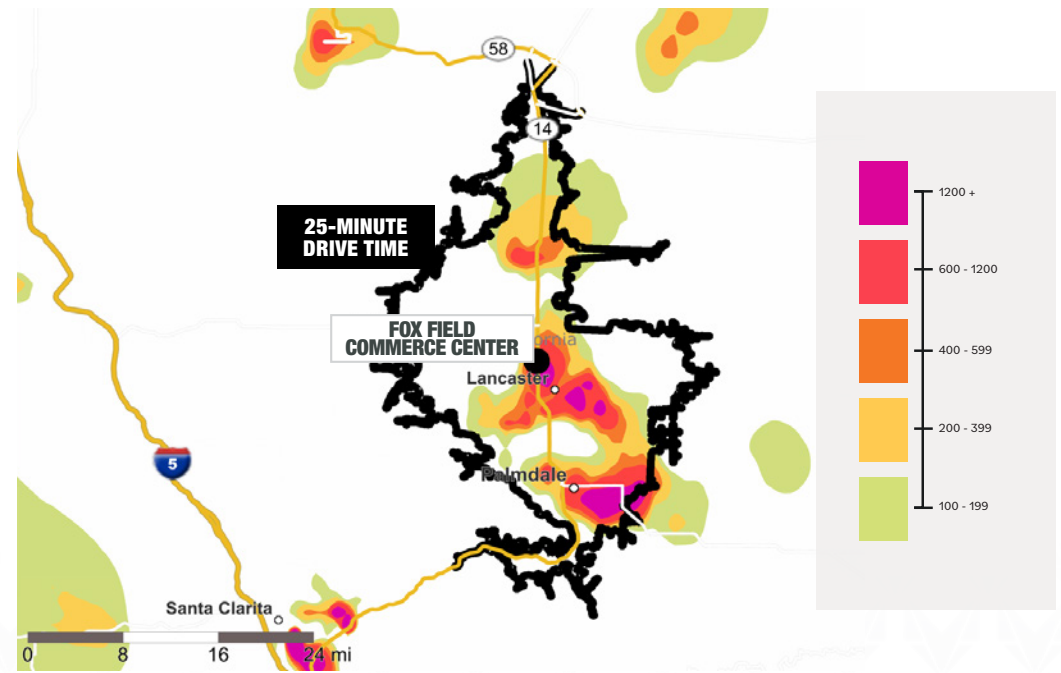 58
14
25-MINUTE
DRIVE TIME
FOX FIELD
COMMERCE CENTER
ornia
Lancaster
5
Palmdale
Santa Clarita
0 8 16 24 mi
1200 +
600 - 1200
400 - 599
200 - 399
100 - 199